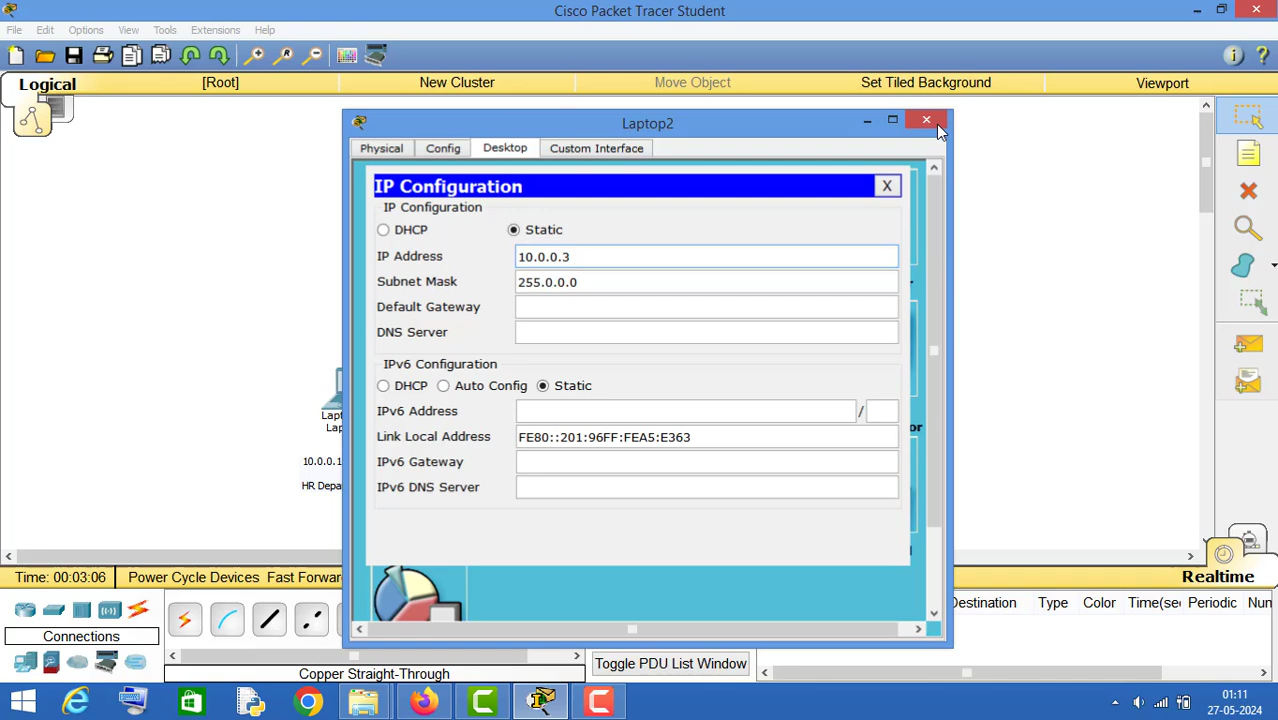 Cisco Packet Tracer Student
File Edit Options View Tools Extensions Help
Logical [Root] New Cluster Move Object Set Tiled Background Viewport
Laptop2
Physical Config Desktop Custom Interface
IP Configuration X
IP Configuration
DHCP Static
IP Address 10.0.0.3
Subnet Mask 255.0.0.0
Default Gateway
DNS Server
IPv6 Configuration
DHCP Auto Config Static
IPv6 Address /
Link Local Address FE80::201:96FF:FEA5:E363
IPv6 Gateway
IPv6 DNS Server
or
Lapt
La
10.0.0.1
HR Depa
Time: 00:03:06 Power Cycle Devices Fast Forwar
Realtime
Destination Type Color Time(sec Periodic Num
Connections
Toggle PDU List Window
Copper Straight-Through
01:11
27-05-2024